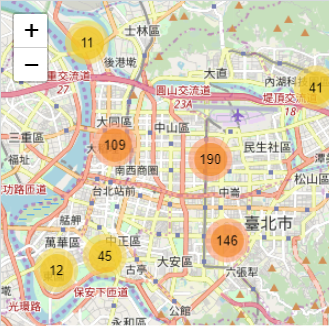 +
−
11
士林區
後港墘
大直
內湖科技
41
重交流道
27
圓山交流道
23A
堤頂交流道
18
大同區
109
中山區
三重區
福址
190
民生社區
南西商圈
松山區
功路匝道
台北站前
中崙
艋舺
臺北市
萬華區
中正區
146
12
45
古亭
大安區
六張犁
保安下匝道
光環路
公館
永和區